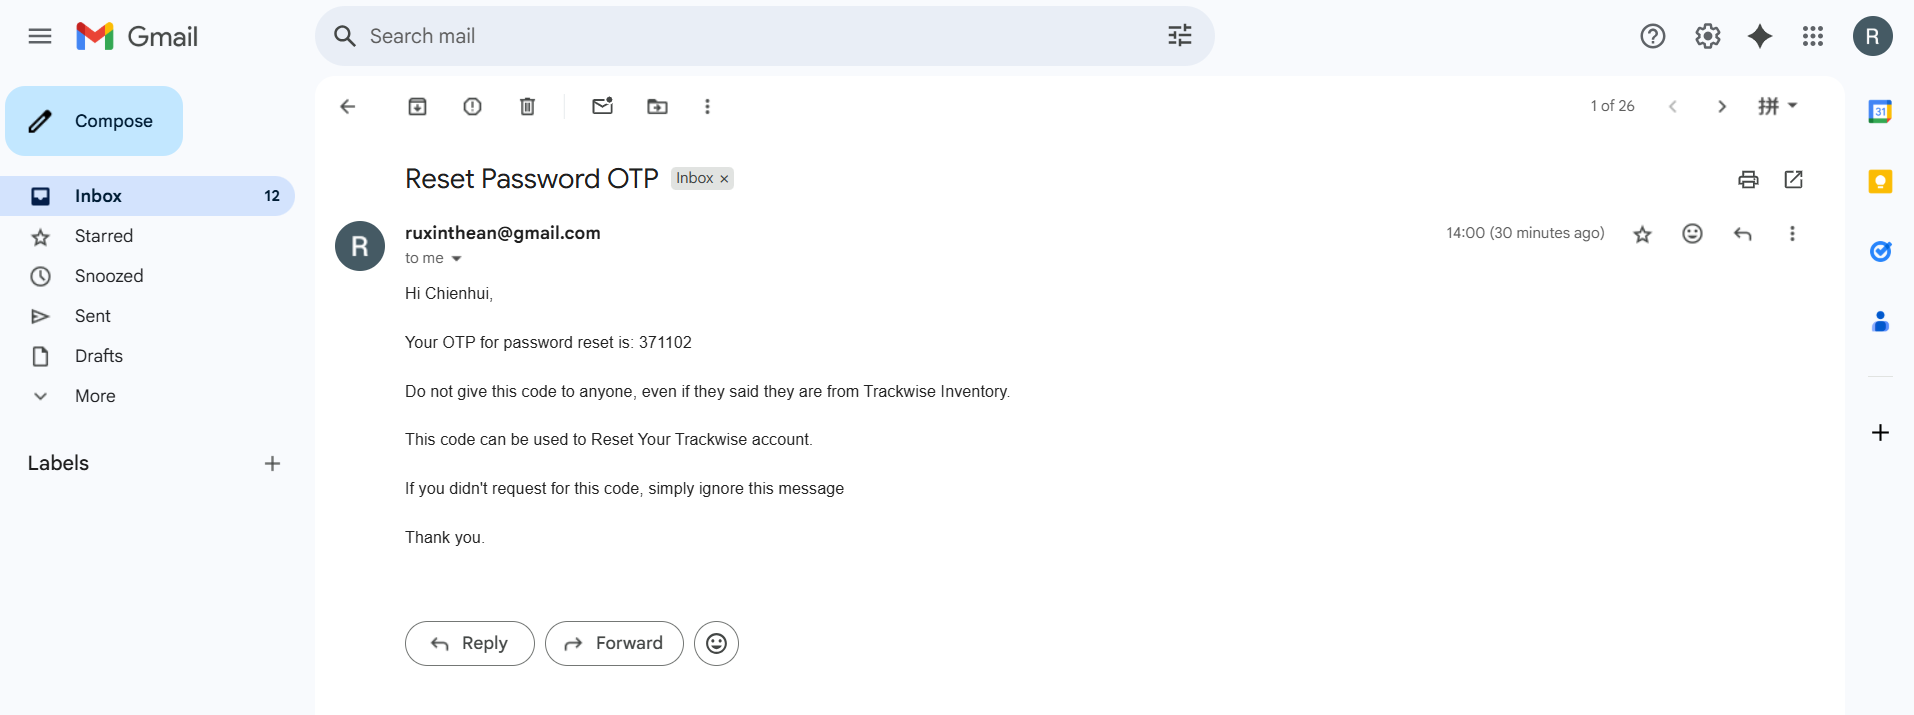 Gmail
Search mail
R
Compose
1 of 26
拼
31
Inbox 12
Starred
Snoozed
Sent
Drafts
More
Labels
Reset Password OTP Inbox ×
R
ruxinthean@gmail.com 14:00 (30 minutes ago)
to me
Hi Chienhui,
Your OTP for password reset is: 371102
Do not give this code to anyone, even if they said they are from Trackwise Inventory.
This code can be used to Reset Your Trackwise account.
If you didn't request for this code, simply ignore this message
Thank you.
Reply Forward